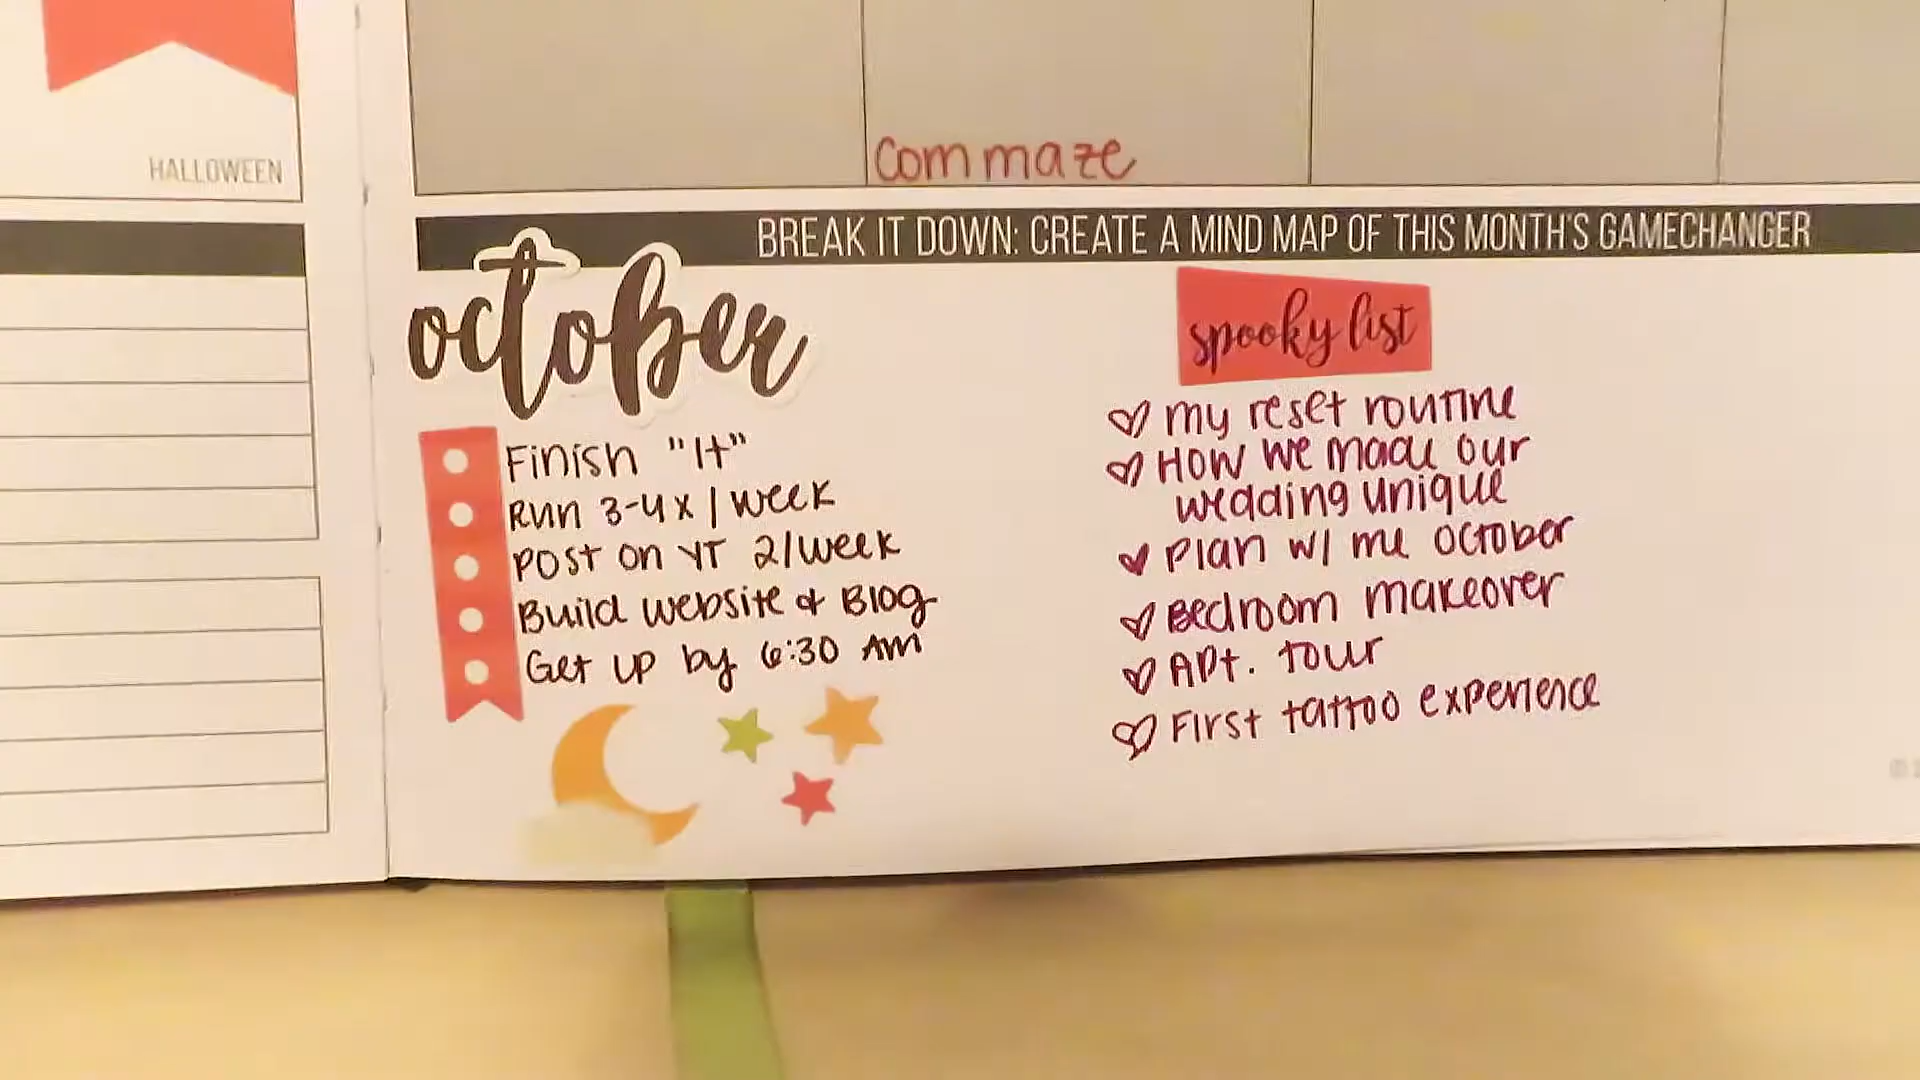 HALLOWEEN
Corn maze
BREAK IT DOWN: CREATE A MIND MAP OF THIS MONTH'S GAMECHANGER
october
Finish "It"
Run 3-4x/week
Post on YT 2/week
Build website & Blog
Get up by 6:30 AM
spooky list
my reset routine
How we made our
wedding unique
Plan w/ me october
Bedroom makeover
Apt. tour
First tattoo experience